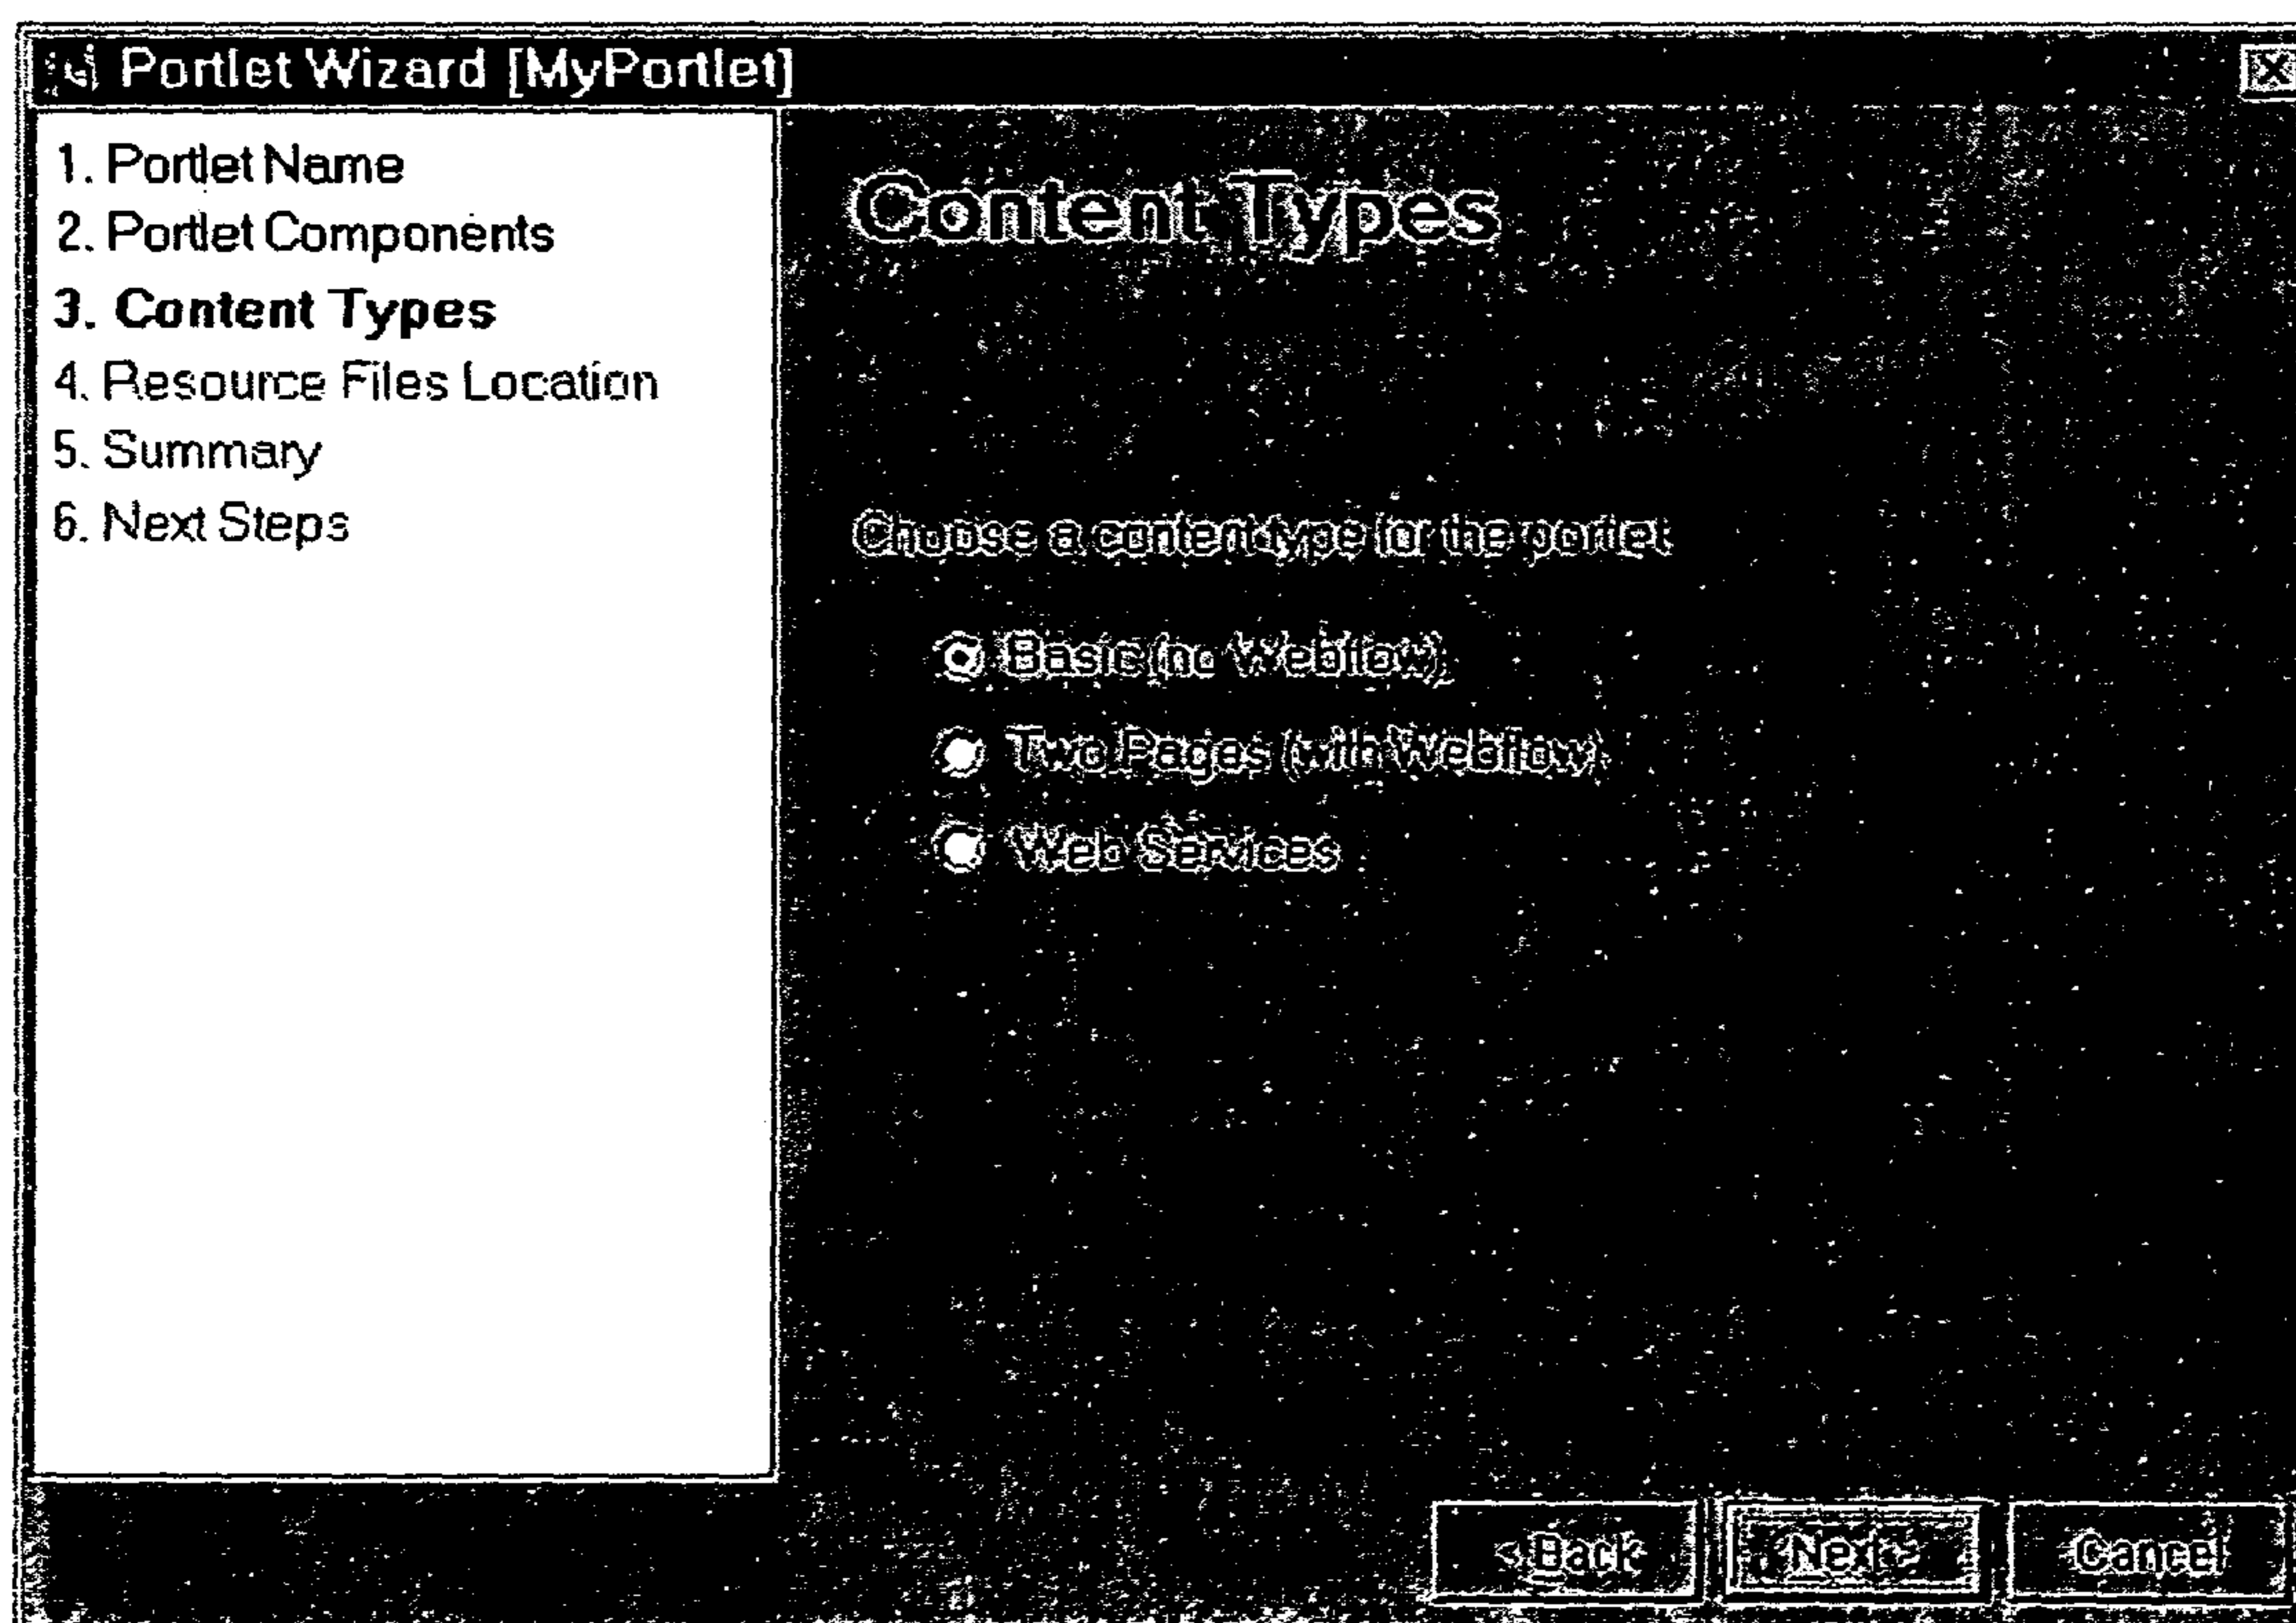 Portlet Wizard [MyPortlet]
1. Portlet Name
2. Portlet Components
3. Content Types
4. Resource Files Location
5. Summary
6. Next Steps
Content Types
Choose a content type for the portlet
Basic (no Webflow)
Two Pages (with Webflow)
Web Services
< Back
Next >
Cancel